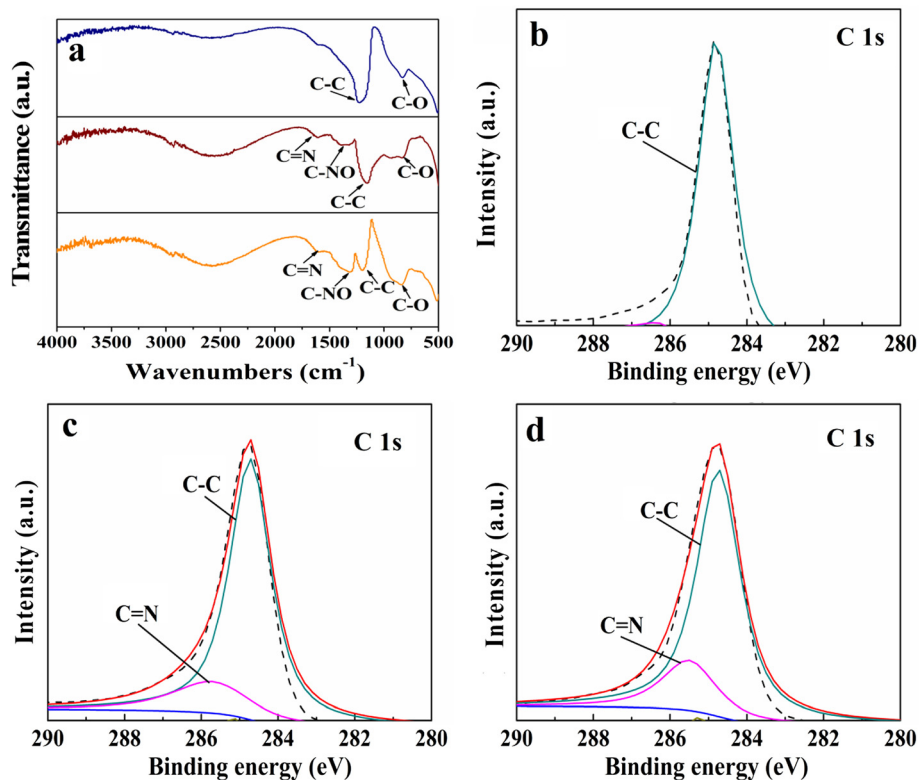 a
C-C
C-O
C=N
C-NO
C-C
C-O
C=N
C-NO
C-C
C-O
Transmittance (a.u.)
4000 3500 3000 2500 2000 1500 1000 500
Wavenumbers (cm⁻¹)
b
C 1s
C-C
Intensity (a.u.)
290 288 286 284 282 280
Binding energy (eV)
c
C 1s
C-C
C=N
Intensity (a.u.)
290 288 286 284 282 280
Binding energy (eV)
d
C 1s
C-C
C=N
Intensity (a.u.)
290 288 286 284 282 280
Binding energy (eV)